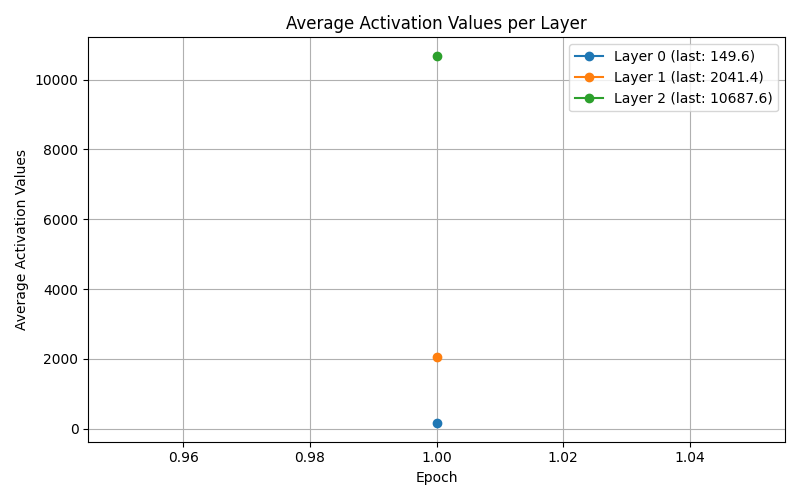 Average Activation Values per Layer
Layer 0 (last: 149.6)
Layer 1 (last: 2041.4)
Layer 2 (last: 10687.6)
Average Activation Values
10000
8000
6000
4000
2000
0
0.96 0.98 1.00 1.02 1.04
Epoch